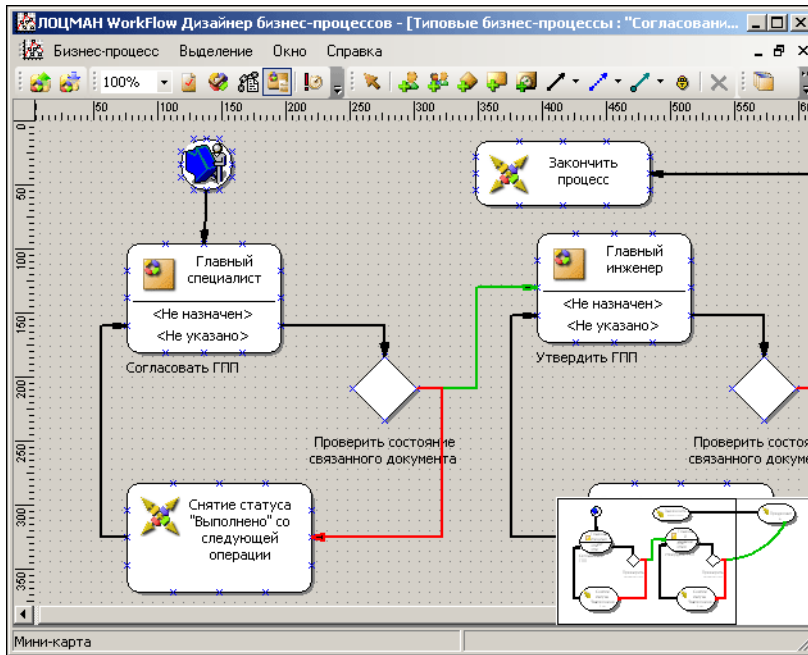 ЛОЦМАН WorkFlow Дизайнер бизнес-процессов - [Типовые бизнес-процессы : "Согласовани...
Бизнес-процесс Выделение Окно Справка
100%
50 100 150 200 250 300 350 400 450 500 550
0
50
100
150
200
250
300
350
Закончить
процесс
Главный
специалист
<Не назначен>
<Не указано>
Согласовать ГПП
Главный
инженер
<Не назначен>
<Не указано>
Утвердить ГПП
Проверить состояние
связанного документа
Проверить состоя
связанного докуме
Снятие статуса
"Выполнено" со
следующей
операции
Мини-карта